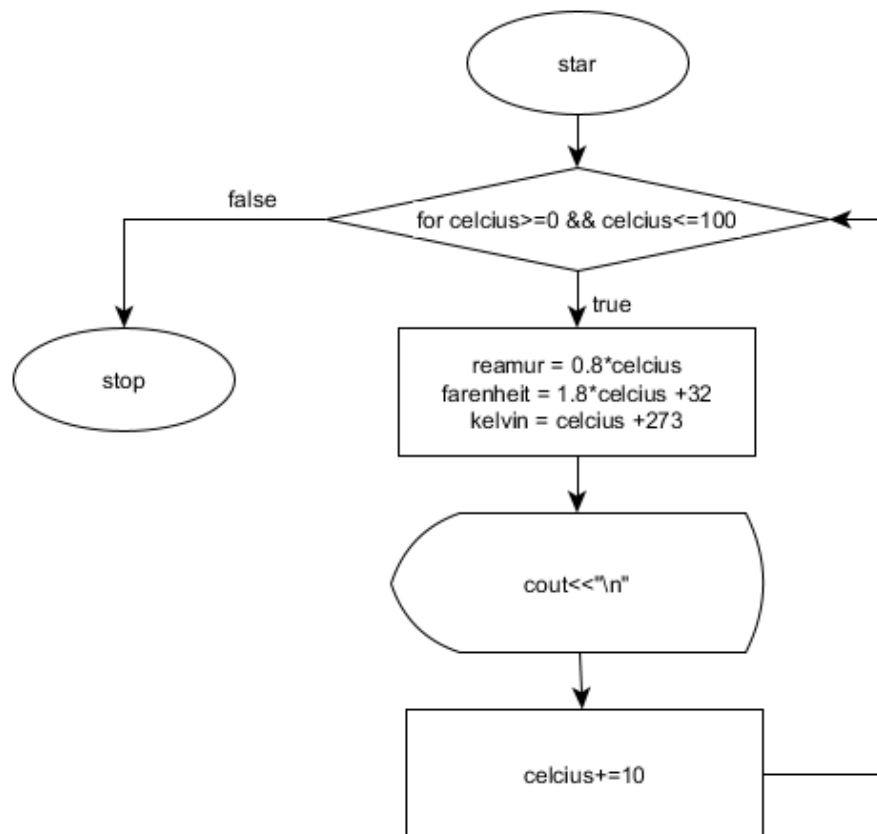 star
for celcius>=0 && celcius<=100
false
true
reamur = 0.8*celcius
farenheit = 1.8*celcius +32
kelvin = celcius +273
stop
cout<<"\n"
celcius+=10